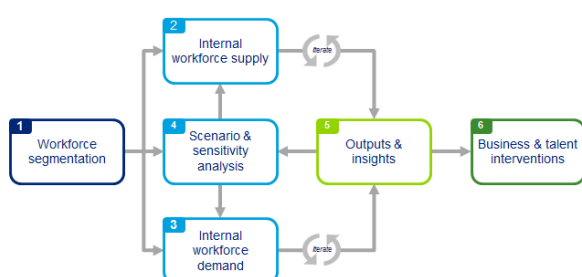 1
Workforce
segmentation
2
Internal
workforce supply
Iterate
4
Scenario &
sensitivity
analysis
3
Internal
workforce
demand
Iterate
5
Outputs &
insights
6
Business & talent
interventions